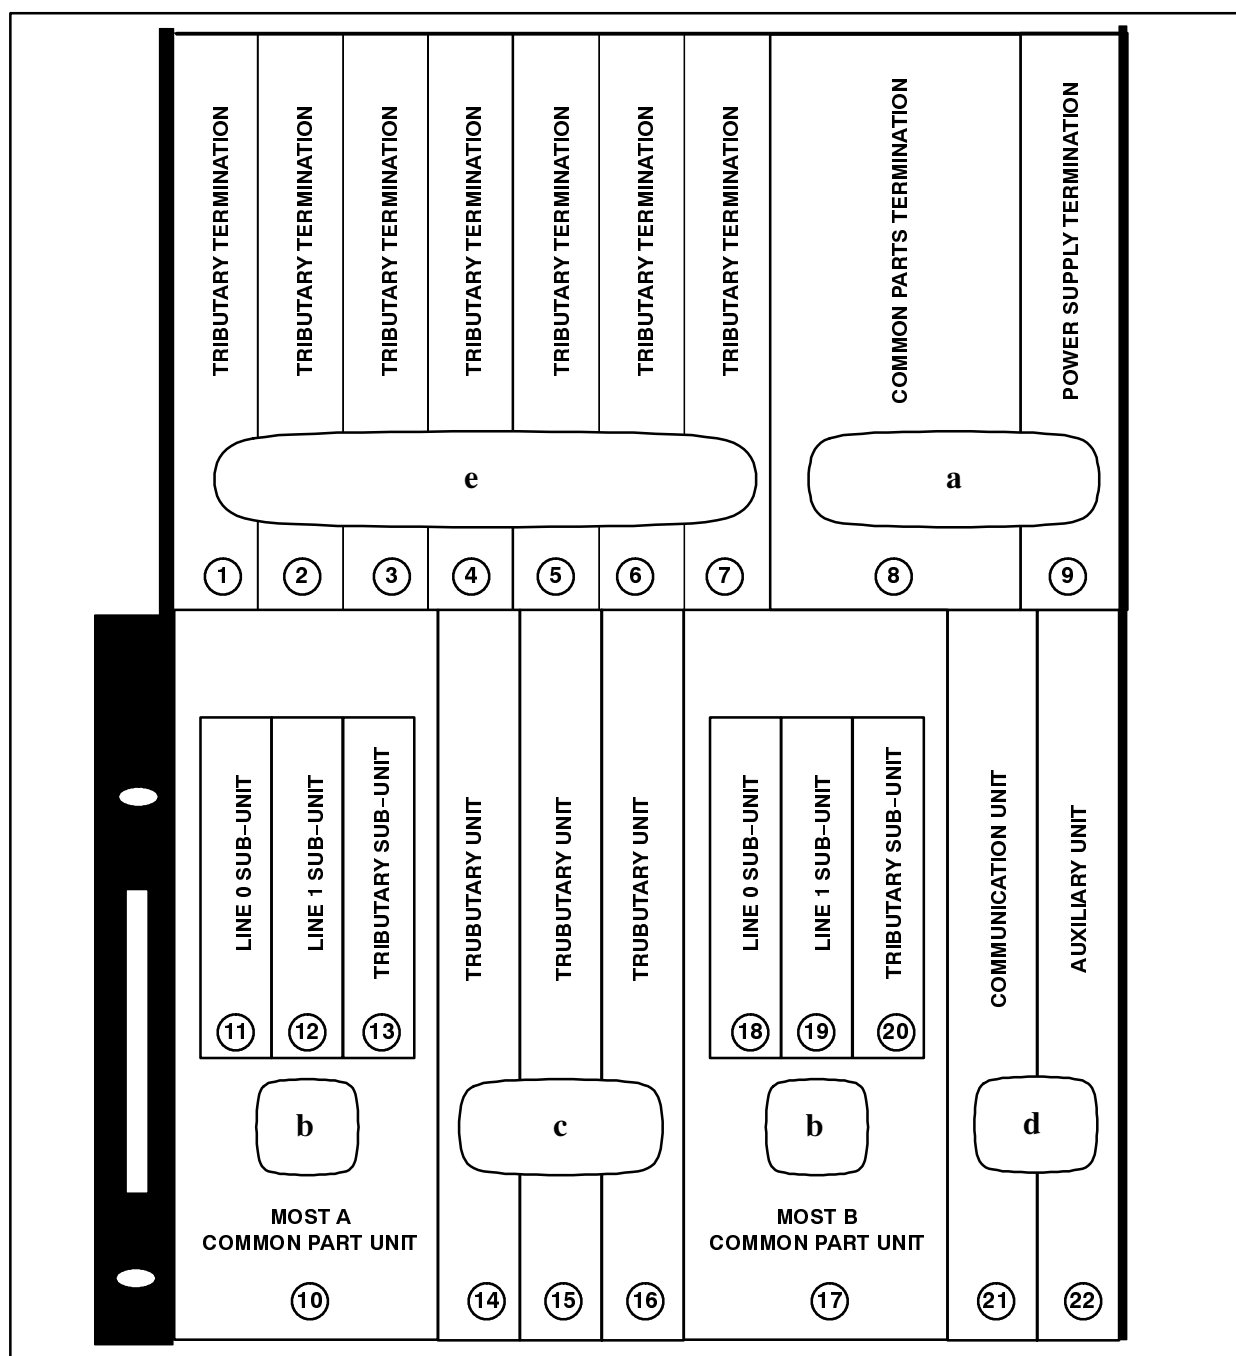 TRIBUTARY TERMINATION
TRIBUTARY TERMINATION
TRIBUTARY TERMINATION
TRIBUTARY TERMINATION
TRIBUTARY TERMINATION
TRIBUTARY TERMINATION
TRIBUTARY TERMINATION
COMMON PARTS TERMINATION
POWER SUPPLY TERMINATION
e
a
1
2
3
4
5
6
7
8
9
LINE 0 SUB-UNIT
LINE 1 SUB-UNIT
TRIBUTARY SUB-UNIT
TRUBUTARY UNIT
TRUBUTARY UNIT
TRUBUTARY UNIT
LINE 0 SUB-UNIT
LINE 1 SUB-UNIT
TRIBUTARY SUB-UNIT
COMMUNICATION UNIT
AUXILIARY UNIT
11
12
13
18
19
20
b
c
b
d
MOST A
COMMON PART UNIT
MOST B
COMMON PART UNIT
10
14
15
16
17
21
22